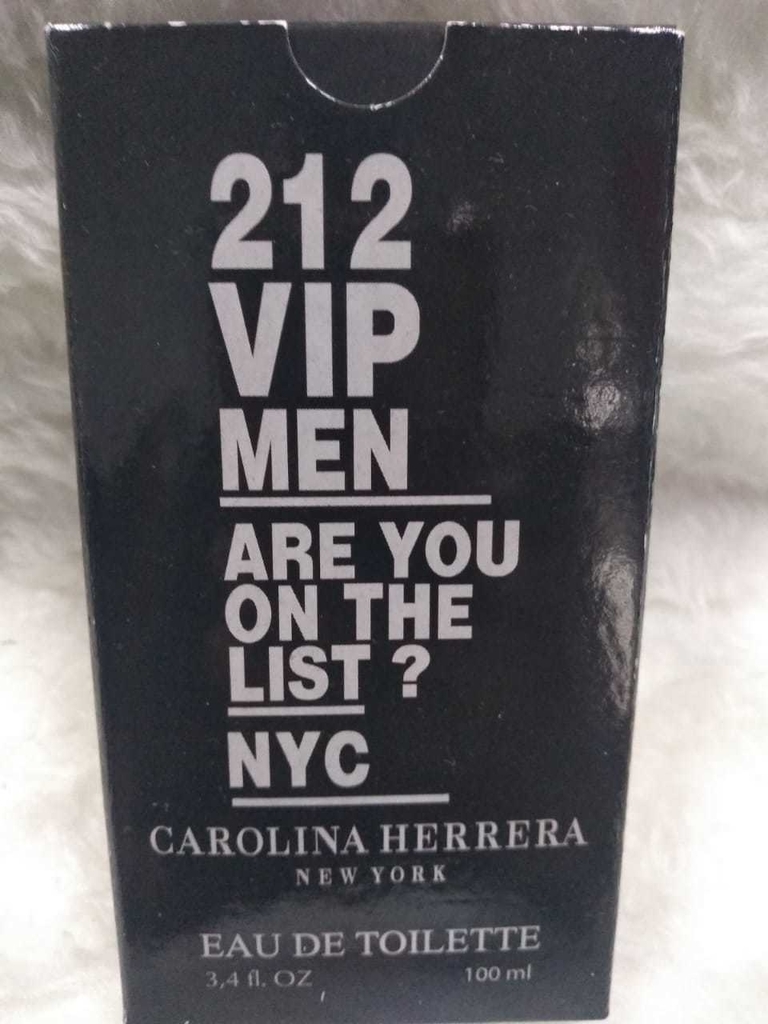 212
VIP
MEN
ARE YOU
ON THE
LIST ?
NYC
CAROLINA HERRERA
NEW YORK
EAU DE TOILETTE
3,4 fl. OZ 100 ml